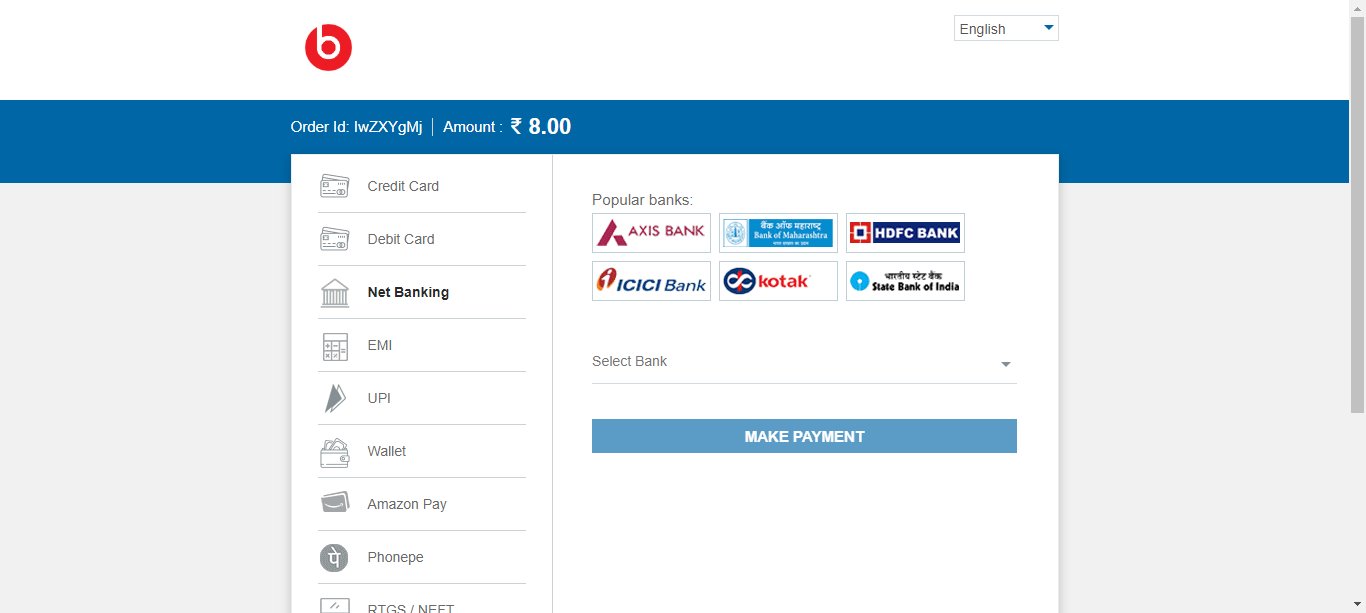 b
English
Order Id: IwZXYgMj | Amount : ₹ 8.00
Credit Card
Debit Card
Net Banking
EMI
UPI
Wallet
Amazon Pay
पे
Phonepe
RTGS / NEFT
Popular banks:
AXIS BANK
बैंक ऑफ महाराष्ट्र
Bank of Maharashtra
HDFC BANK
ICICI Bank
kotak
भारतीय स्टेट बैंक
State Bank of India
Select Bank
MAKE PAYMENT